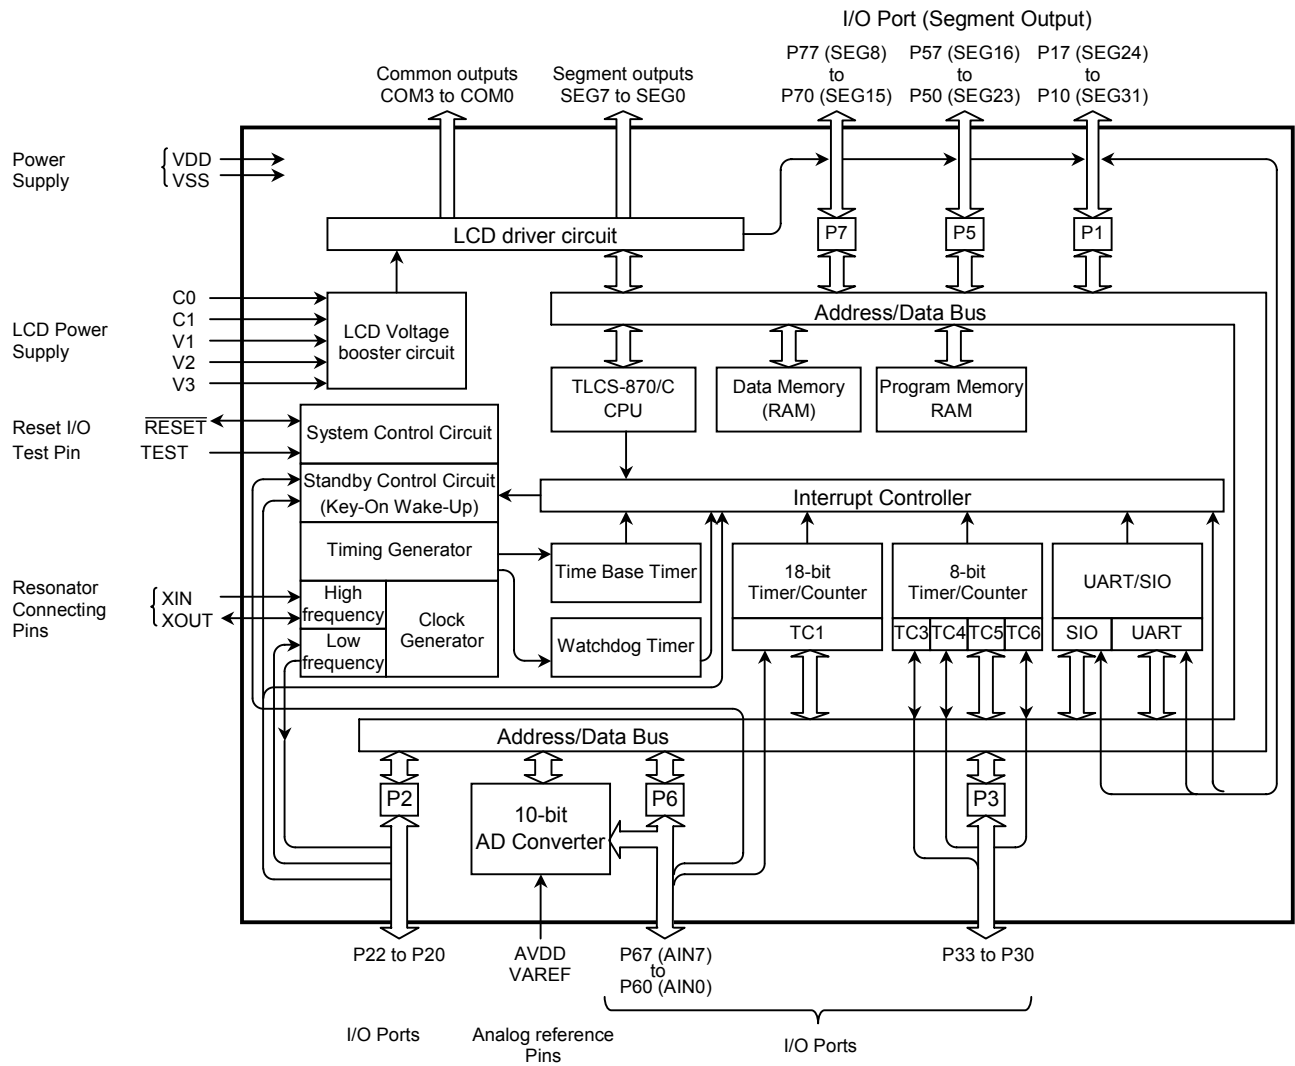 I/O Port (Segment Output)
P77 (SEG8)
to
P70 (SEG15)
P57 (SEG16)
to
P50 (SEG23)
P17 (SEG24)
to
P10 (SEG31)
Common outputs
COM3 to COM0
Segment outputs
SEG7 to SEG0
Power
Supply
VDD
VSS
LCD driver circuit
P7
P5
P1
LCD Power
Supply
C0
C1
V1
V2
V3
LCD Voltage
booster circuit
Address/Data Bus
TLCS-870/C
CPU
Data Memory
(RAM)
Program Memory
RAM
Reset I/O
Test Pin
RESET
TEST
System Control Circuit
Standby Control Circuit
(Key-On Wake-Up)
Interrupt Controller
Timing Generator
Time Base Timer
18-bit
Timer/Counter
TC1
8-bit
Timer/Counter
TC3
TC4
TC5
TC6
UART/SIO
SIO
UART
Resonator
Connecting
Pins
XIN
XOUT
High
frequency
Low
frequency
Clock
Generator
Watchdog Timer
Address/Data Bus
P2
10-bit
AD Converter
P6
P3
P22 to P20
AVDD
VAREF
P67 (AIN7)
to
P60 (AIN0)
P33 to P30
I/O Ports
Analog reference
Pins
I/O Ports